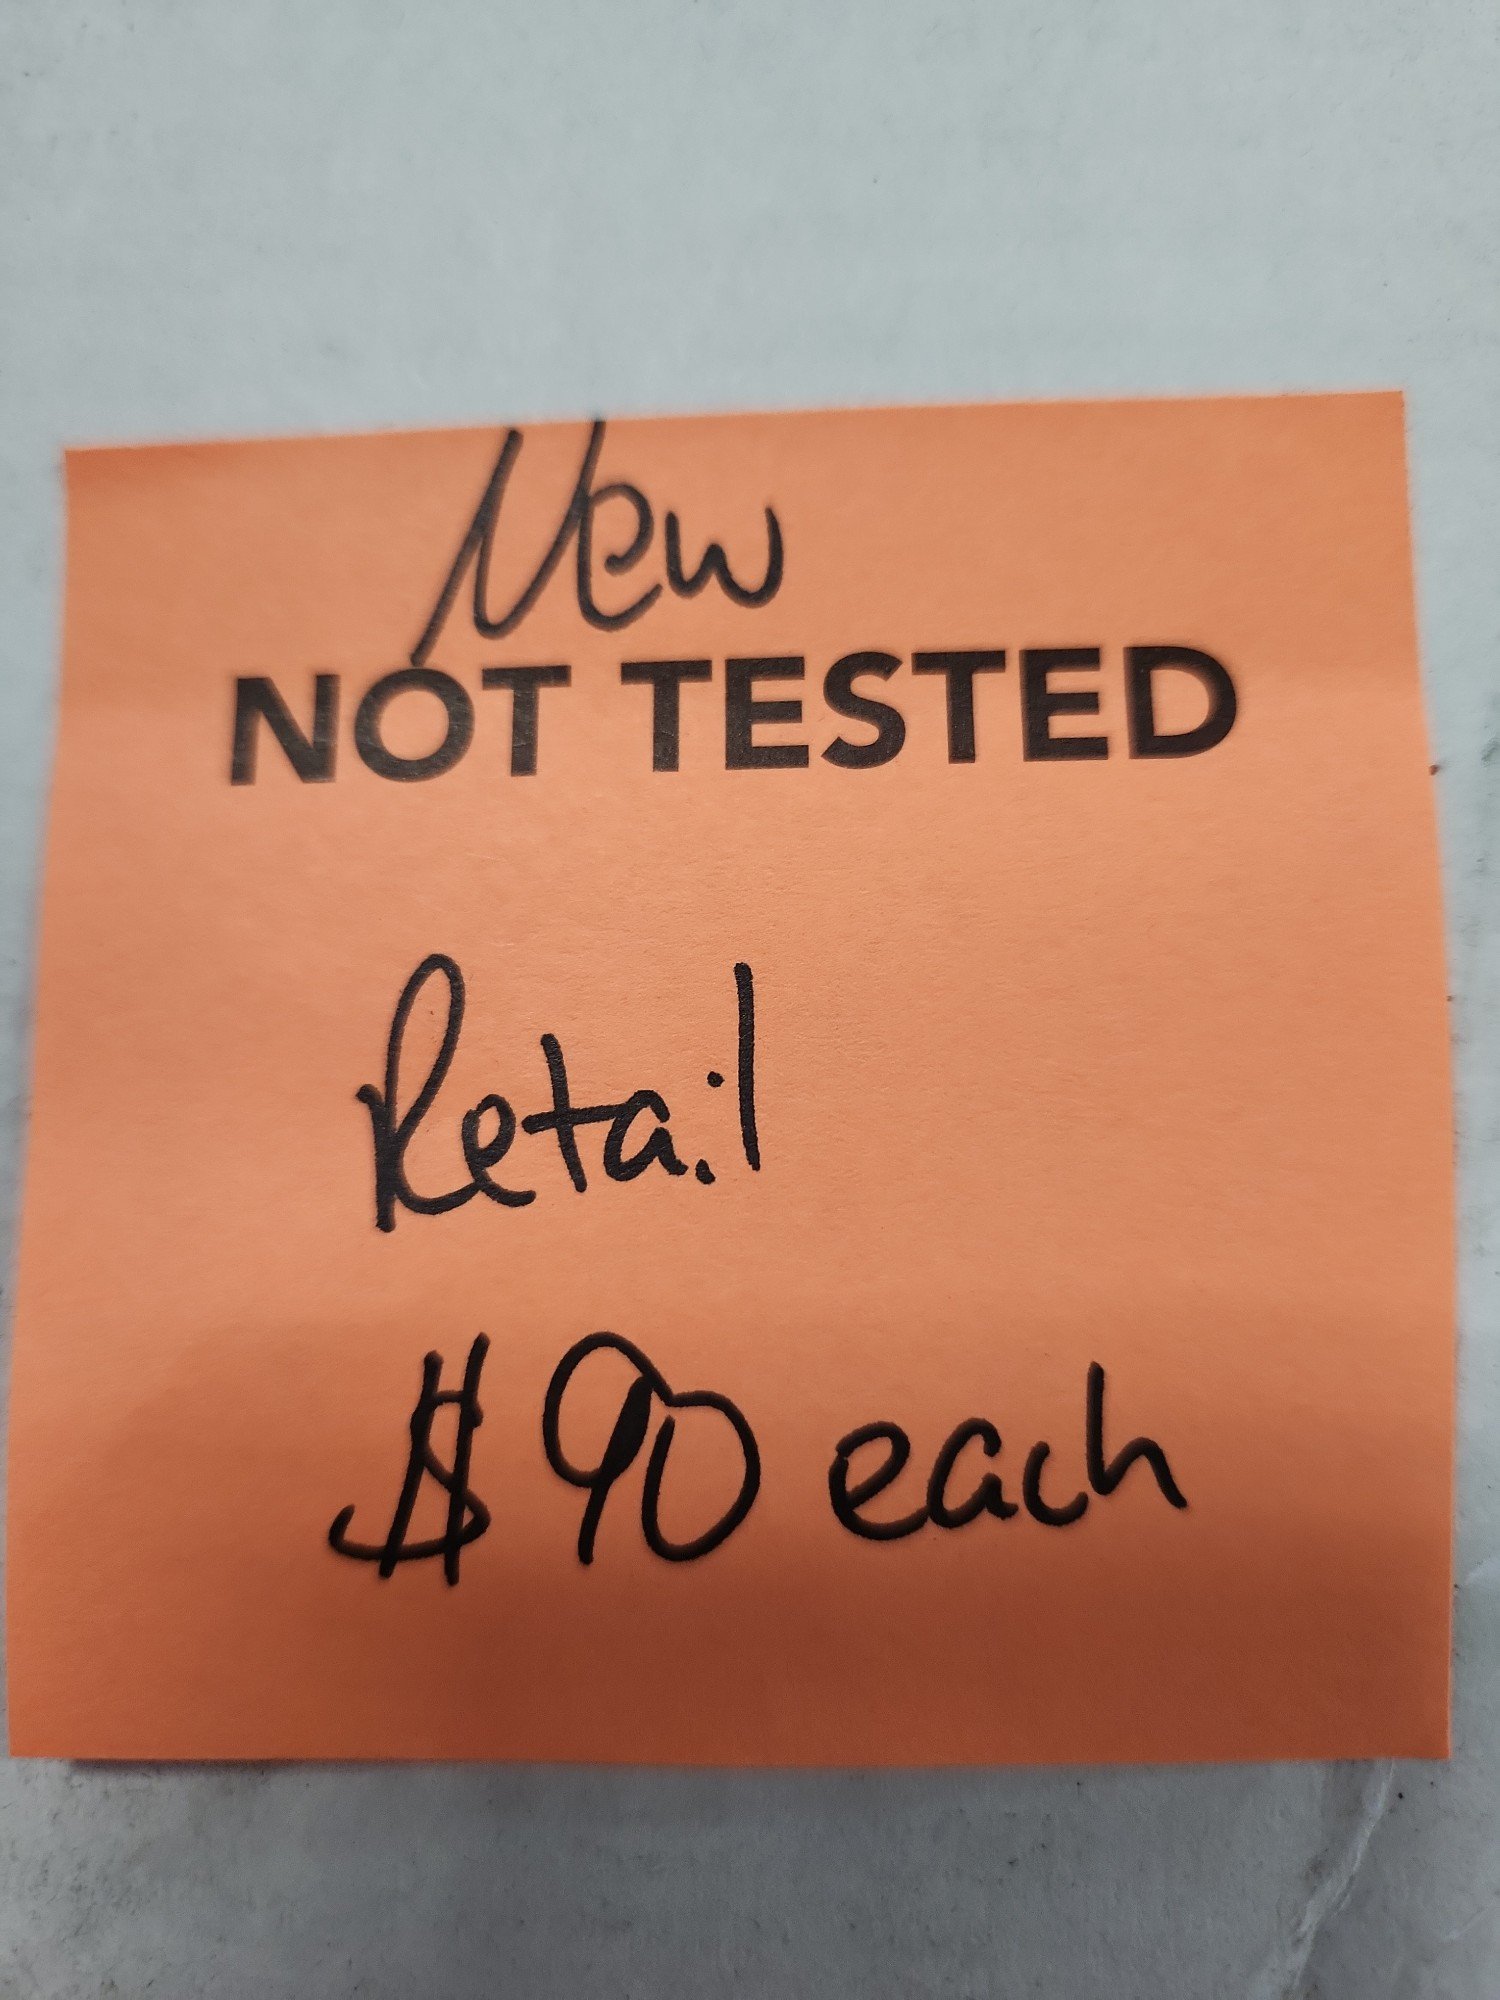 New
NOT TESTED
Retail
$90 each